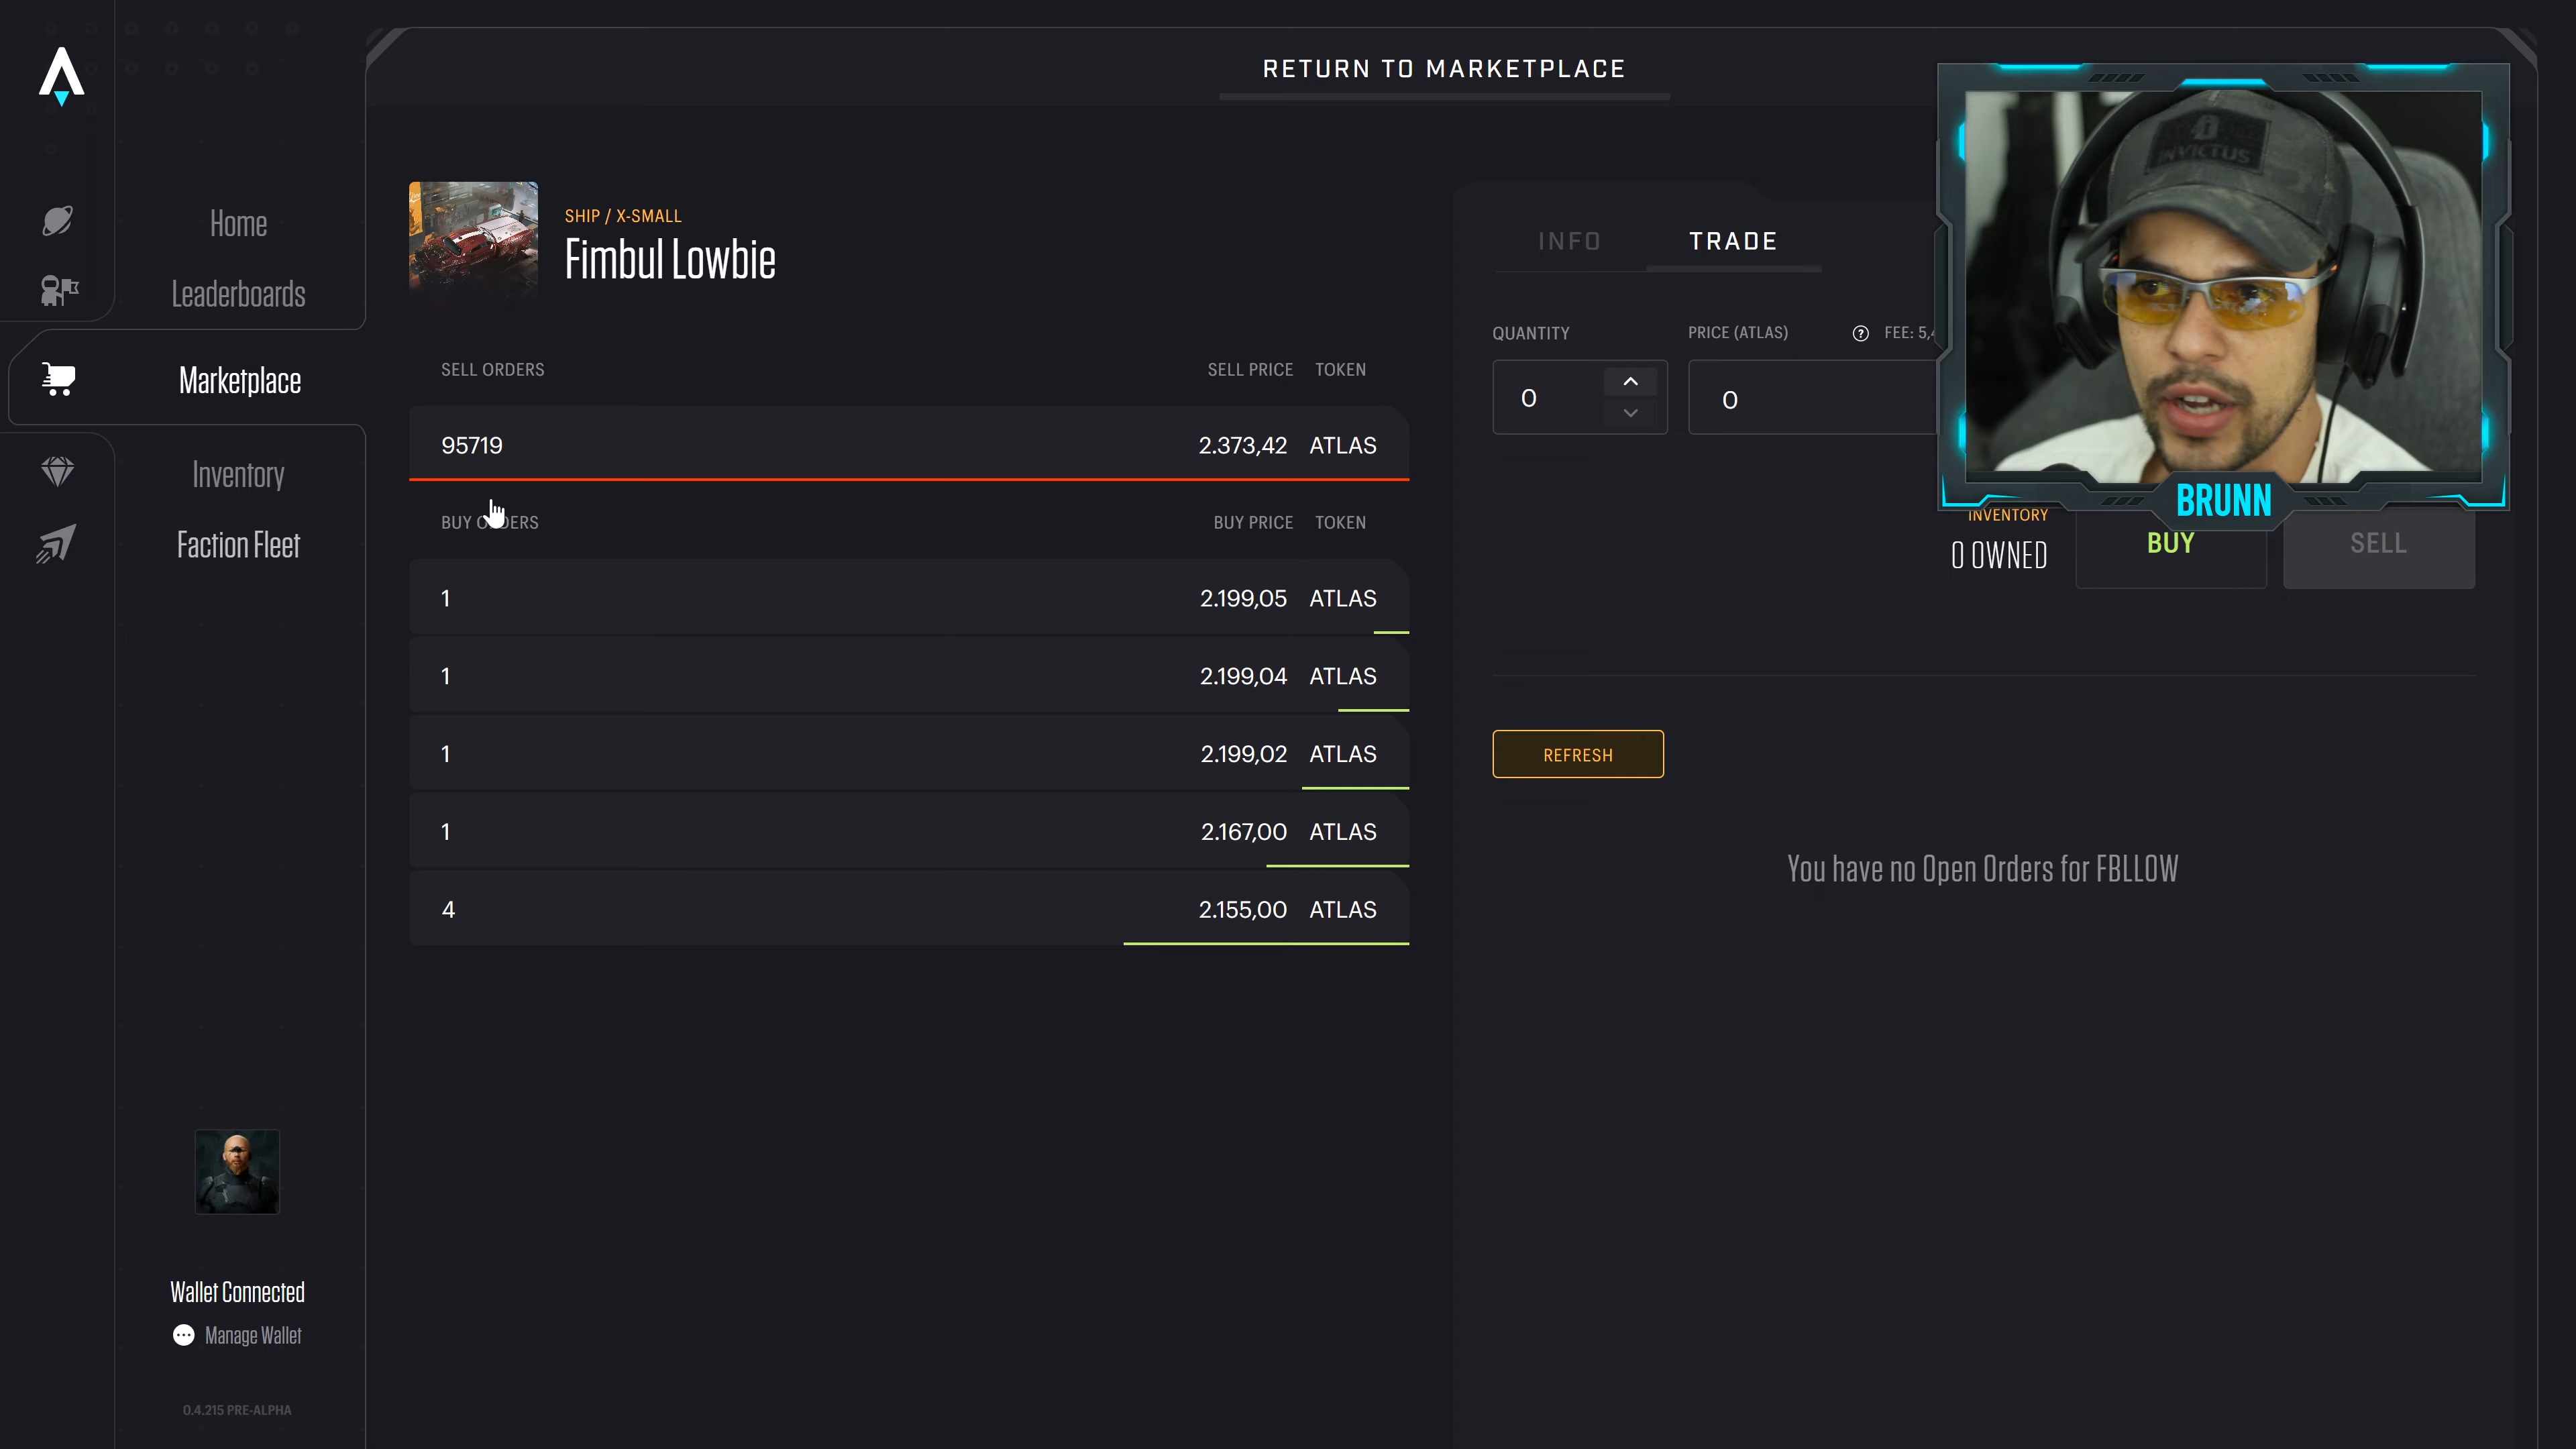 RETURN TO MARKETPLACE
Home
Leaderboards
Marketplace
Inventory
Faction Fleet
Wallet Connected
Manage Wallet
0.4.215 PRE-ALPHA
SHIP / X-SMALL
Fimbul Lowbie
SELL ORDERS SELL PRICE TOKEN
95719 2.373,42 ATLAS
BUY ORDERS BUY PRICE TOKEN
1 2.199,05 ATLAS
1 2.199,04 ATLAS
1 2.199,02 ATLAS
1 2.167,00 ATLAS
4 2.155,00 ATLAS
INFO TRADE
QUANTITY PRICE (ATLAS) FEE: 5,4
0 0
INVICTUS
BRUNN
INVENTORY
0 OWNED
BUY SELL
REFRESH
You have no Open Orders for FBLLOW